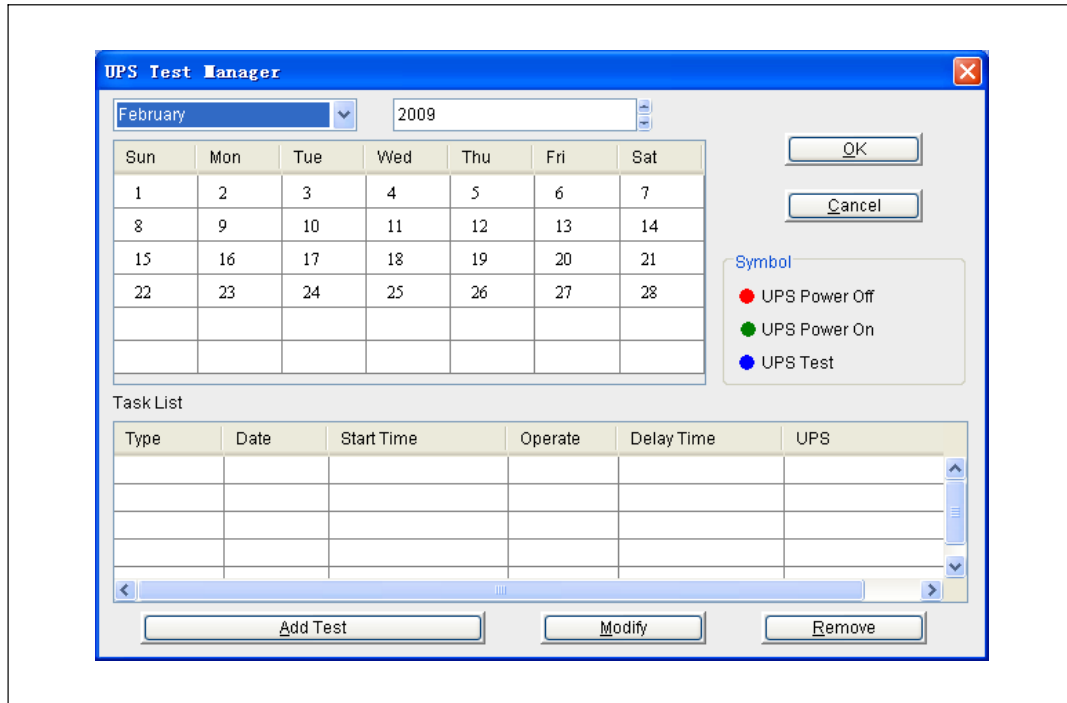 UPS Test Manager
February 2009
Sun Mon Tue Wed Thu Fri Sat
1 2 3 4 5 6 7
8 9 10 11 12 13 14
15 16 17 18 19 20 21
22 23 24 25 26 27 28
OK
Cancel
Symbol
UPS Power Off
UPS Power On
UPS Test
Task List
Type Date Start Time Operate Delay Time UPS
Add Test Modify Remove